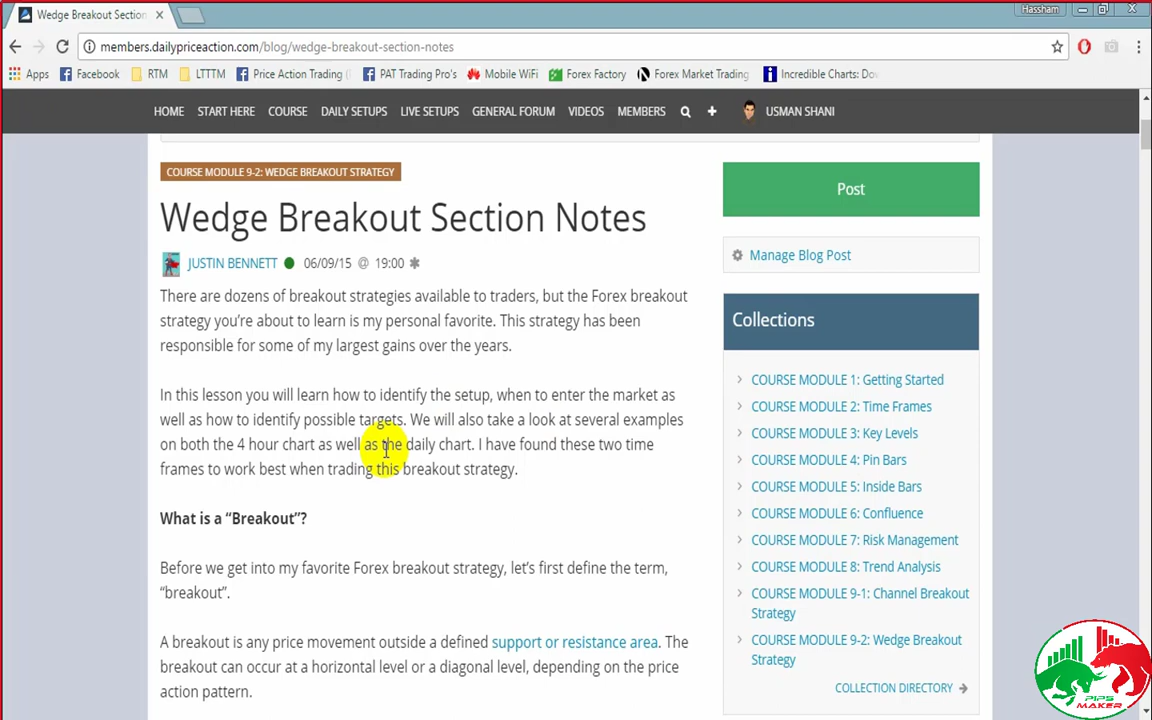 Wedge Breakout Section
Hassham
members.dailypriceaction.com/blog/wedge-breakout-section-notes
Apps Facebook RTM LTTTM Price Action Trading ( PAT Trading Pro's Mobile WiFi Forex Factory Forex Market Trading Incredible Charts: Do
HOME START HERE COURSE DAILY SETUPS LIVE SETUPS GENERAL FORUM VIDEOS MEMBERS USMAN SHANI
COURSE MODULE 9-2: WEDGE BREAKOUT STRATEGY
Wedge Breakout Section Notes
JUSTIN BENNETT 06/09/15 @ 19:00
There are dozens of breakout strategies available to traders, but the Forex breakout
strategy you're about to learn is my personal favorite. This strategy has been
responsible for some of my largest gains over the years.
In this lesson you will learn how to identify the setup, when to enter the market as
well as how to identify possible targets. We will also take a look at several examples
on both the 4 hour chart as well as the daily chart. I have found these two time
frames to work best when trading this breakout strategy.
What is a “Breakout”?
Before we get into my favorite Forex breakout strategy, let’s first define the term,
“breakout”.
A breakout is any price movement outside a defined support or resistance area. The
breakout can occur at a horizontal level or a diagonal level, depending on the price
action pattern.
Post
Manage Blog Post
Collections
COURSE MODULE 1: Getting Started
COURSE MODULE 2: Time Frames
COURSE MODULE 3: Key Levels
COURSE MODULE 4: Pin Bars
COURSE MODULE 5: Inside Bars
COURSE MODULE 6: Confluence
COURSE MODULE 7: Risk Management
COURSE MODULE 8: Trend Analysis
COURSE MODULE 9-1: Channel Breakout
Strategy
COURSE MODULE 9-2: Wedge Breakout
Strategy
COLLECTION DIRECTORY
PIPS
MAKER